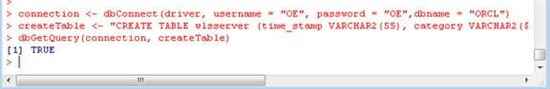 >
> connection <- dbConnect(driver, username = "OE", password = "OE",dbname = "ORCL")
> createTable <- "CREATE TABLE wlsserver (time_stamp VARCHAR2(55), category VARCHAR2($
> dbGetQuery(connection, createTable)
[1] TRUE
> |